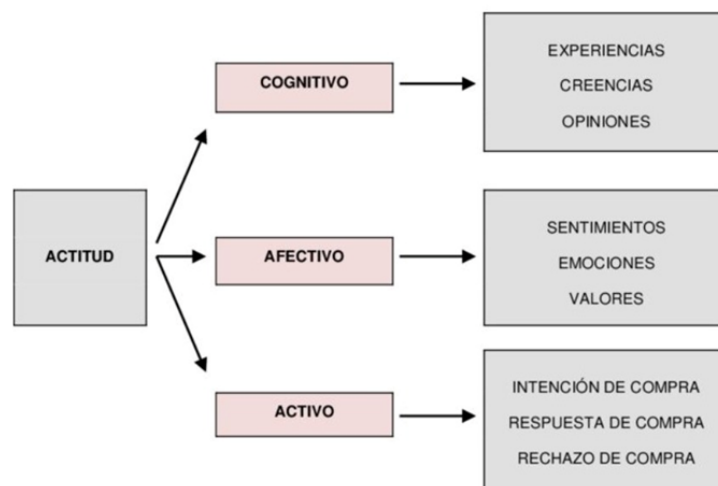 COGNITIVO
EXPERIENCIAS
CREENCIAS
OPINIONES
ACTITUD
AFECTIVO
SENTIMIENTOS
EMOCIONES
VALORES
ACTIVO
INTENCIÓN DE COMPRA
RESPUESTA DE COMPRA
RECHAZO DE COMPRA